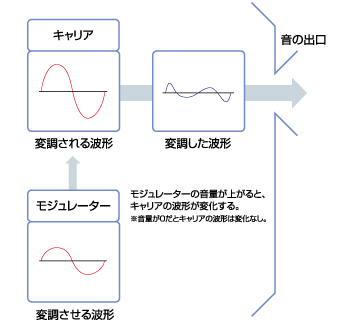 キャリア
音の出口
変調される波形
変調した波形
モジュレーター
モジュレーターの音量が上がると、
キャリアの波形が変化する。
※音量が0だとキャリアの波形は変化なし。
変調させる波形